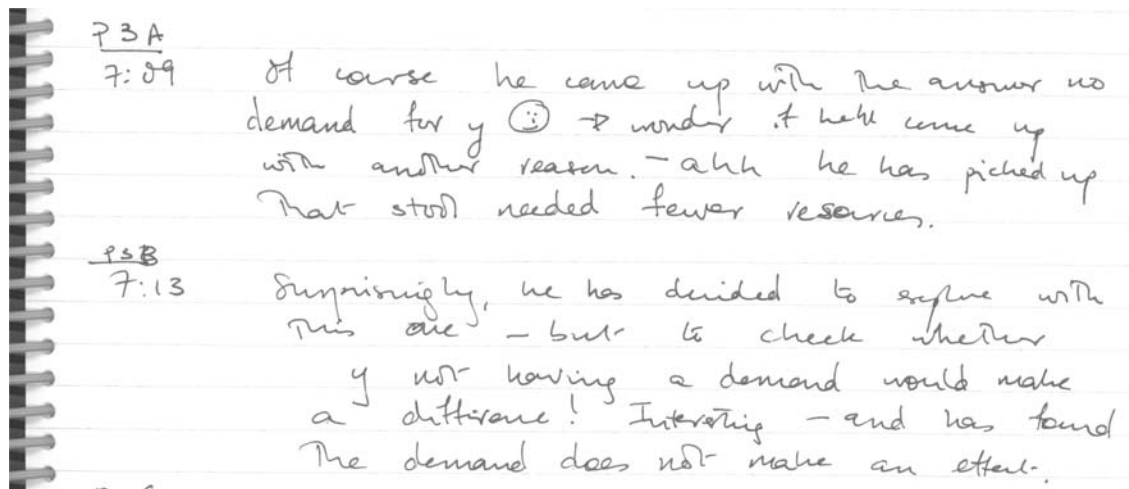 P3A
7:09 Of course he came up with the answer no
demand for y ☺ → wonder if he'll come up
with another reason. - ahh he has picked up
that stool needed fewer resources.
P3B
7:13 Surprisingly, he has decided to explore with
this one - but to check whether
y not having a demand would make
a difference! Interesting - and has found
the demand does not make an effect.